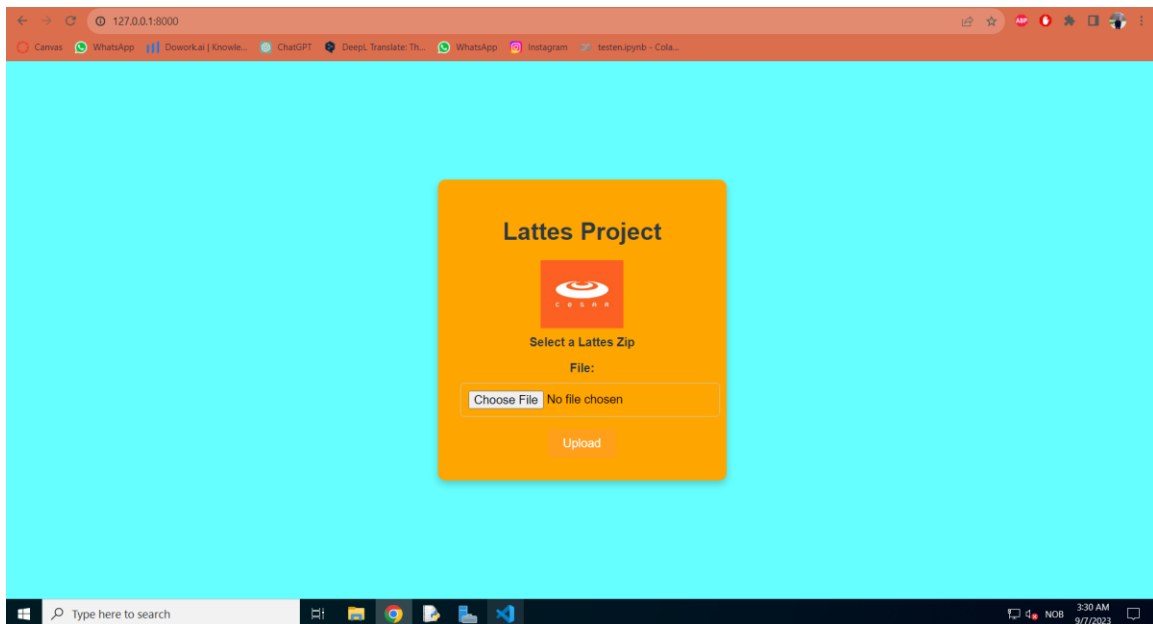 127.0.0.1:8000
Canvas WhatsApp Dowork.ai | Knowle... ChatGPT DeepL Translate: Th... WhatsApp Instagram testen.ipynb - Cola...
Lattes Project
CESAR
Select a Lattes Zip
File:
Choose File No file chosen
Upload
Type here to search
NOB
3:30 AM
9/7/2023